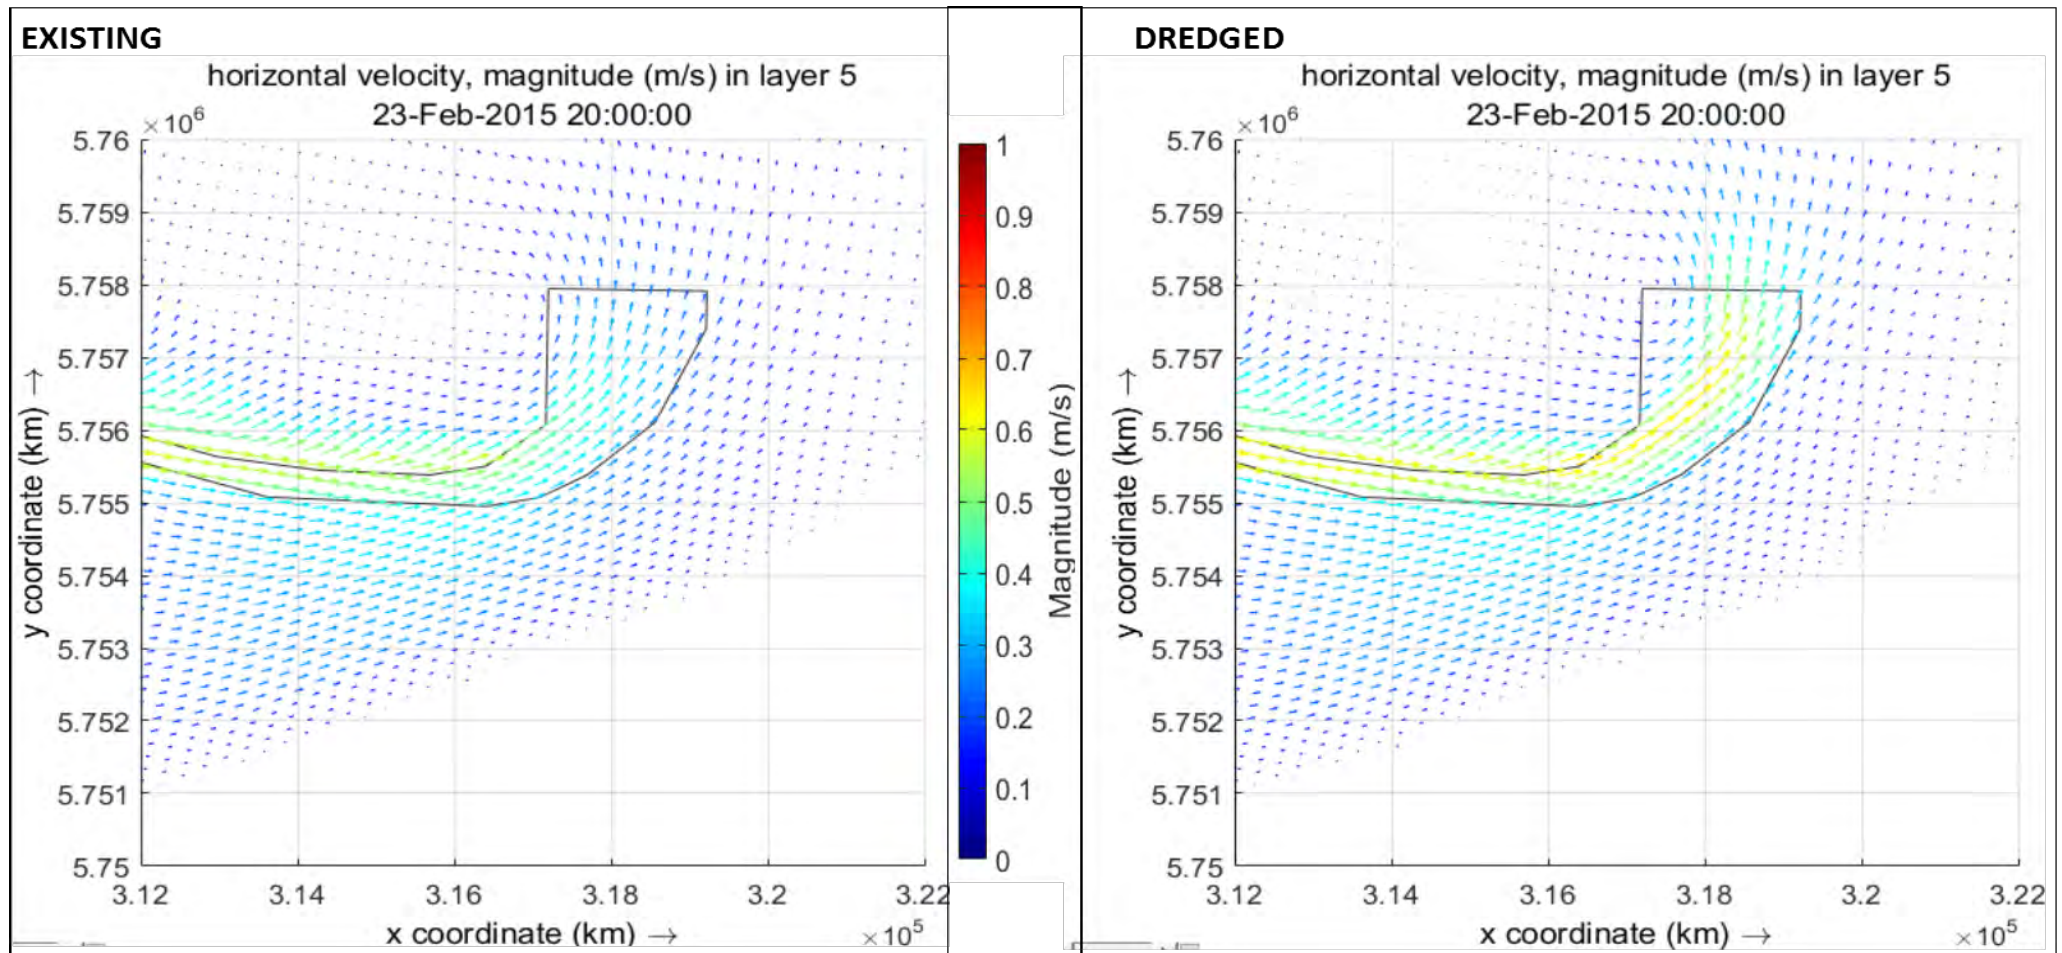 EXISTING
horizontal velocity, magnitude (m/s) in layer 5
23-Feb-2015 20:00:00
×10⁶
5.76
5.759
5.758
5.757
5.756
5.755
5.754
5.753
5.752
5.751
5.75
y coordinate (km) →
3.12 3.14 3.16 3.18 3.2 3.22
x coordinate (km) →
×10⁵
1
0.9
0.8
0.7
0.6
0.5
0.4
0.3
0.2
0.1
0
Magnitude (m/s)
DREDGED
horizontal velocity, magnitude (m/s) in layer 5
23-Feb-2015 20:00:00
×10⁶
5.76
5.759
5.758
5.757
5.756
5.755
5.754
5.753
5.752
5.751
5.75
y coordinate (km) →
3.12 3.14 3.16 3.18 3.2 3.22
x coordinate (km) →
×10⁵